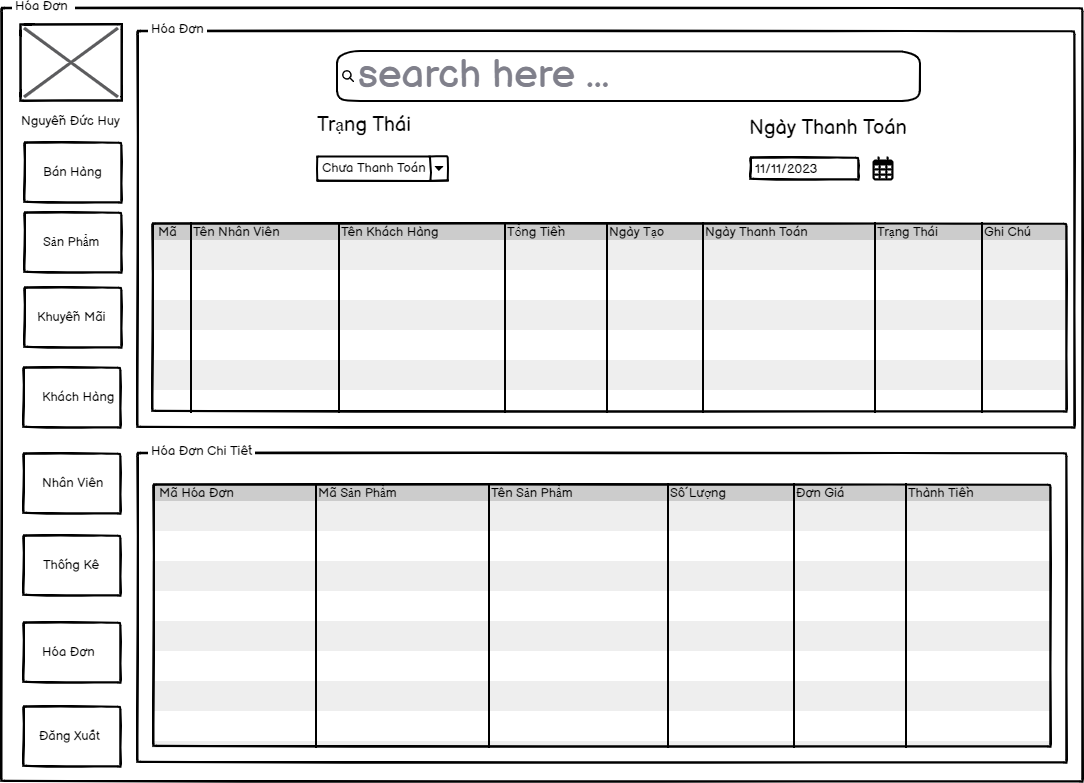 Hóa Đơn
Nguyễn Đức Huy
Bán Hàng
Sản Phẩm
Khuyến Mãi
Khách Hàng
Nhân Viên
Thống Kê
Hóa Đơn
Đăng Xuất
Hóa Đơn
search here ...
Trạng Thái
Ngày Thanh Toán
Chưa Thanh Toán
11/11/2023
Mã Tên Nhân Viên Tên Khách Hàng Tổng Tiền Ngày Tạo Ngày Thanh Toán Trạng Thái Ghi Chú
Hóa Đơn Chi Tiết
Mã Hóa Đơn Mã Sản Phẩm Tên Sản Phẩm Số Lượng Đơn Giá Thành Tiền